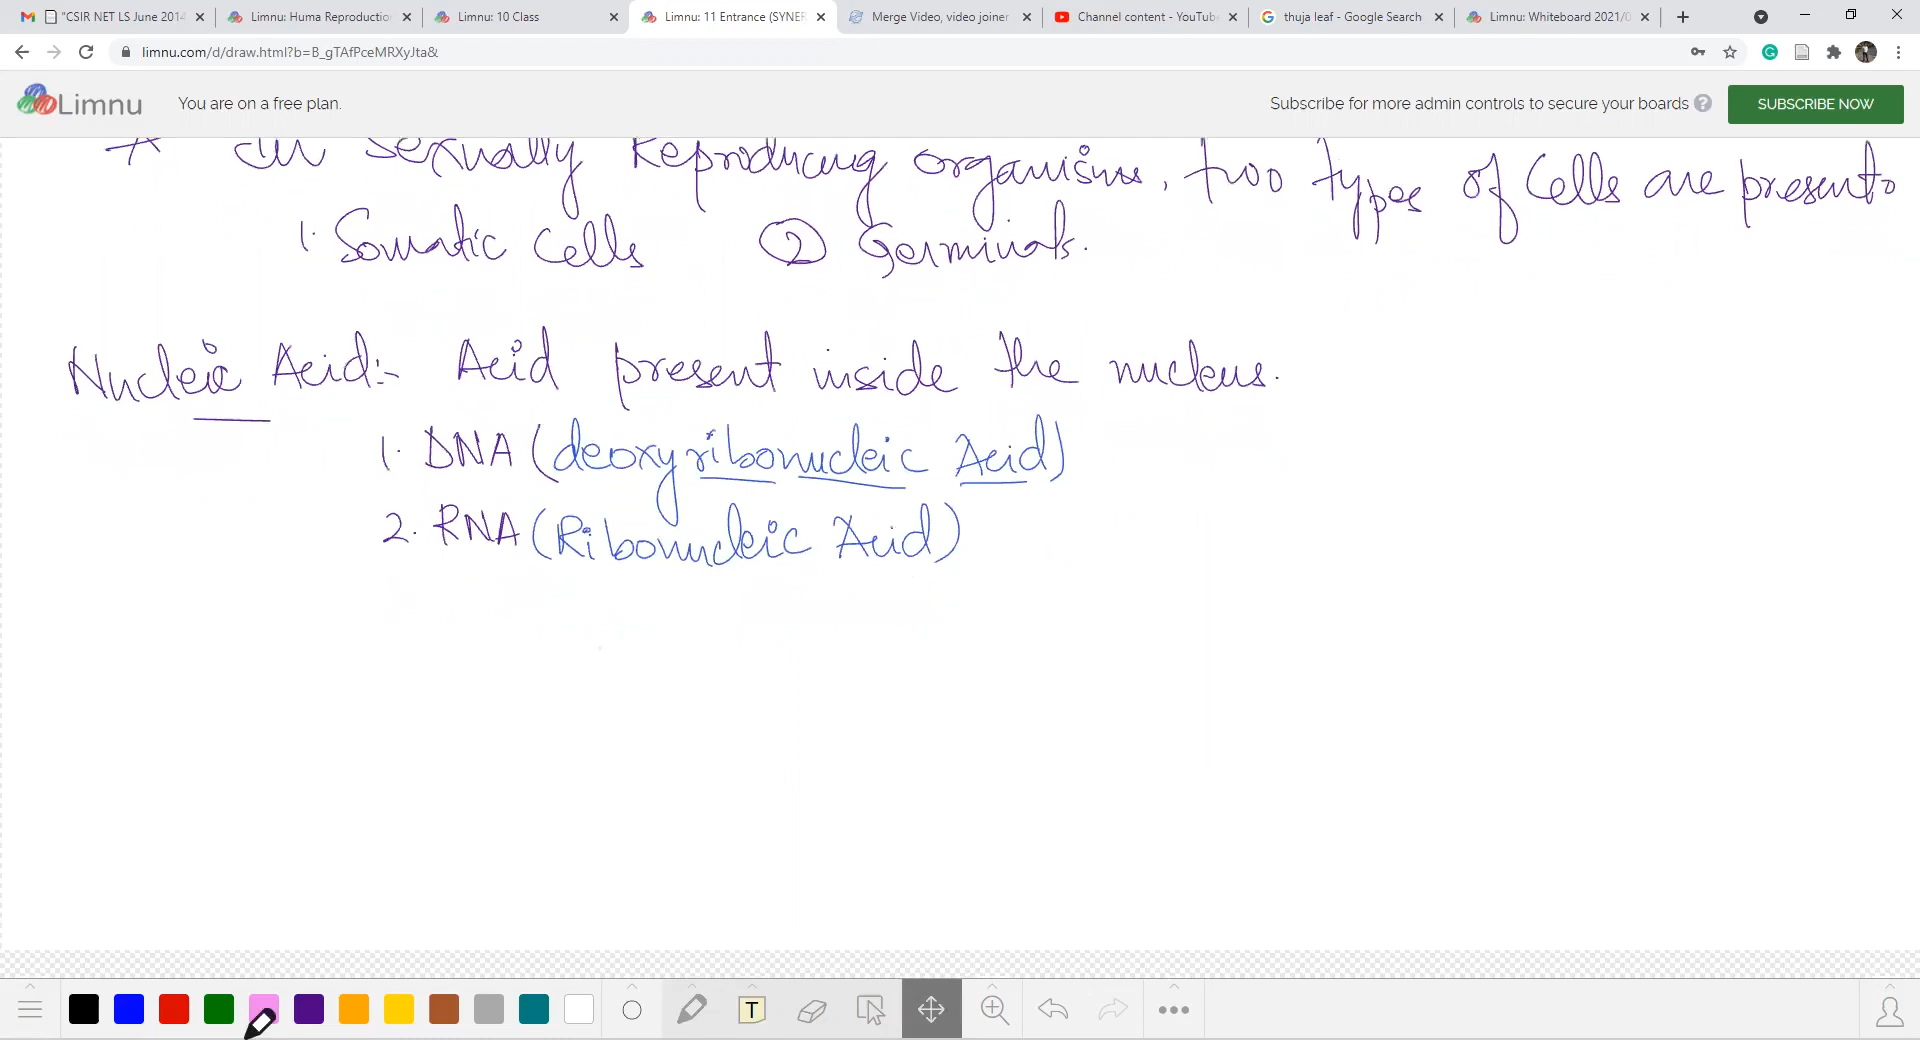 "CSIR NET LS June 2014
Limnu: Huma Reproductio
Limnu: 10 Class
Limnu: 11 Entrance (SYNER
Merge Video, video joiner
Channel content - YouTube
thuja leaf - Google Search
Limnu: Whiteboard 2021/0
limnu.com/d/draw.html?b=B_gTAfPceMRXyJta&
Limnu
You are on a free plan.
Subscribe for more admin controls to secure your boards ?
SUBSCRIBE NOW
* In Sexually Reproducing organisms, two types of Cells are present
1. Somatic Cells ② Germinals.
Nucleic Acid:- Acid present inside the nucleus.
1. DNA (deoxyribonucleic Acid)
2. RNA (Ribonucleic Acid)
T